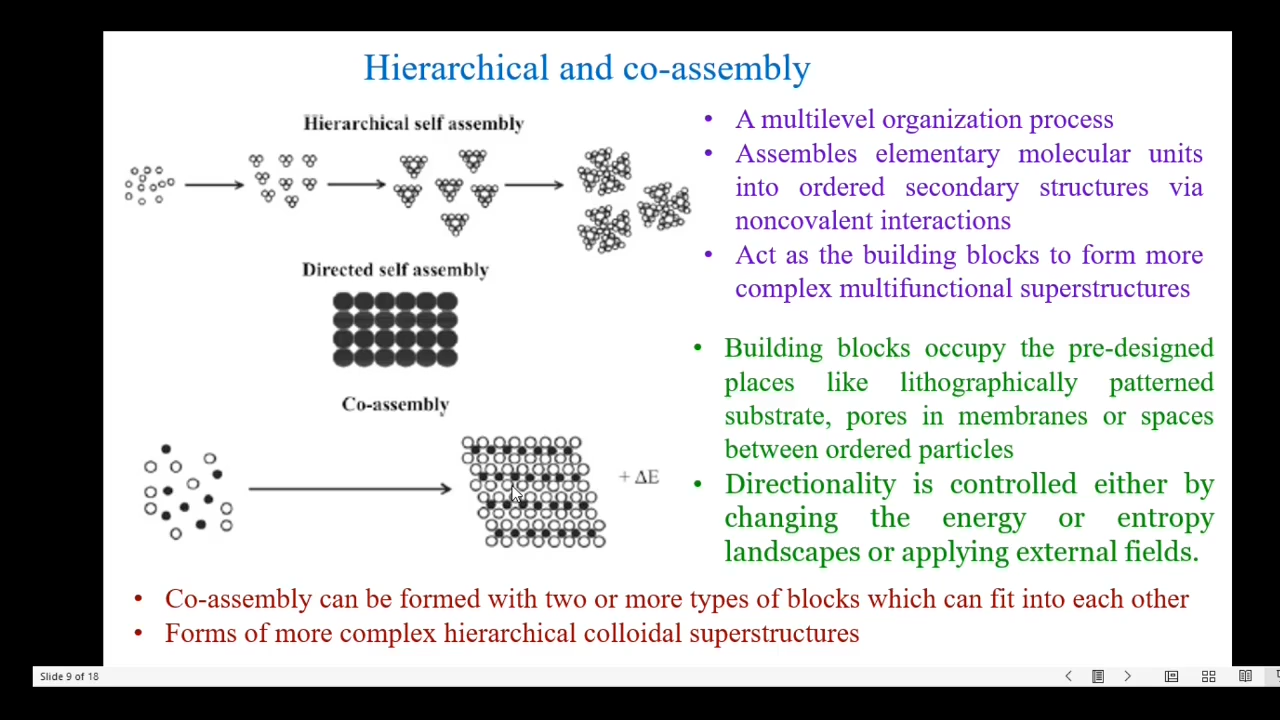 Hierarchical and co-assembly
Hierarchical self assembly
Directed self assembly
Co-assembly
+ ΔE
• A multilevel organization process
• Assembles elementary molecular units
into ordered secondary structures via
noncovalent interactions
• Act as the building blocks to form more
complex multifunctional superstructures
• Building blocks occupy the pre-designed
places like lithographically patterned
substrate, pores in membranes or spaces
between ordered particles
• Directionality is controlled either by
changing the energy or entropy
landscapes or applying external fields.
• Co-assembly can be formed with two or more types of blocks which can fit into each other
• Forms of more complex hierarchical colloidal superstructures
Slide 9 of 18